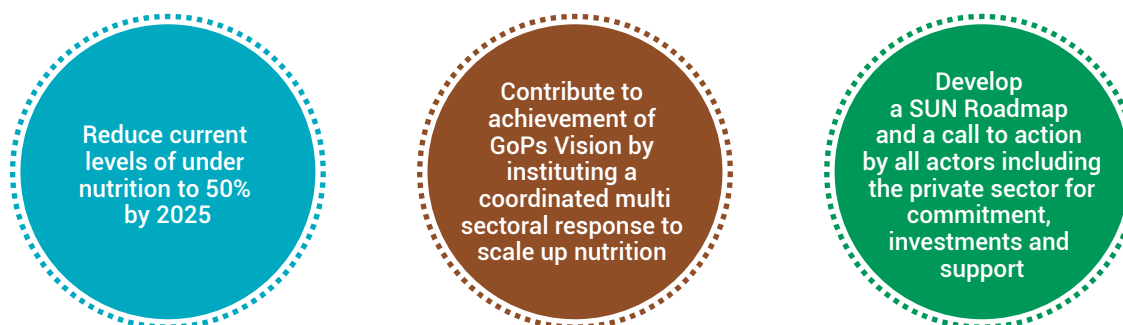 Reduce current
levels of under
nutrition to 50%
by 2025
Contribute to
achievement of
GoPs Vision by
instituting a
coordinated multi
sectoral response to
scale up nutrition
Develop
a SUN Roadmap
and a call to action
by all actors including
the private sector for
commitment,
investments and
support